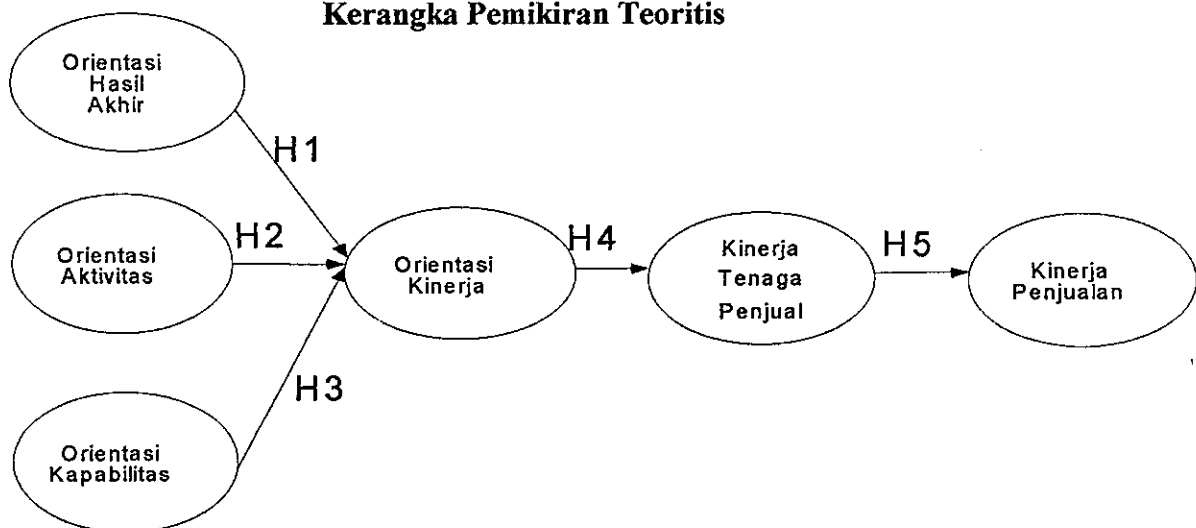 Kerangka Pemikiran Teoritis
Orientasi
Hasil
Akhir
H1
Orientasi
Aktivitas
H2
Orientasi
Kinerja
H4
Kinerja
Tenaga
Penjual
H5
Kinerja
Penjualan
H3
Orientasi
Kapabilitas